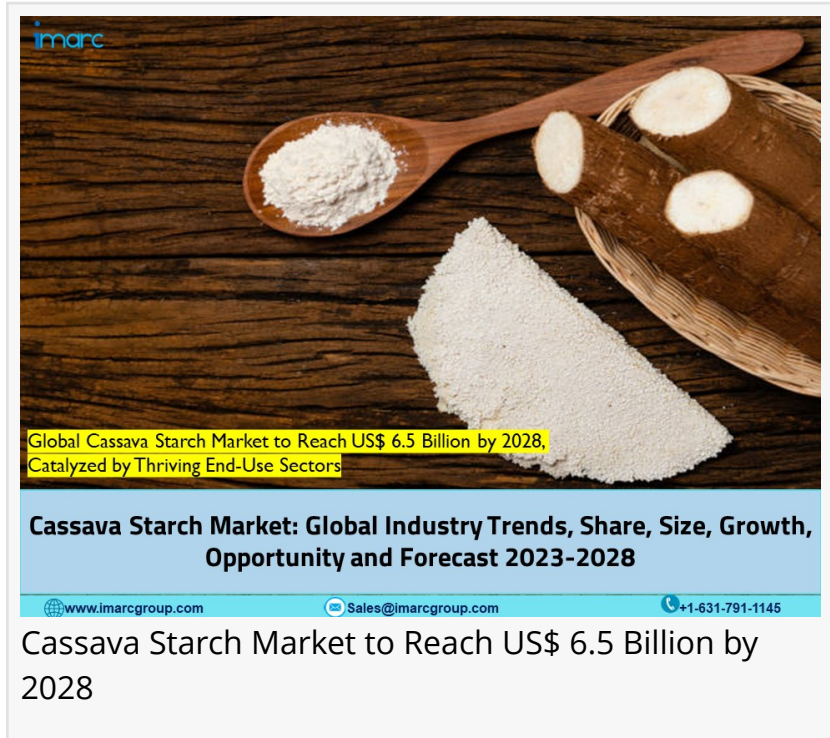 imarc
Global Cassava Starch Market to Reach US$ 6.5 Billion by 2028,
Catalyzed by Thriving End-Use Sectors
Cassava Starch Market: Global Industry Trends, Share, Size, Growth,
Opportunity and Forecast 2023-2028
www.imarcgroup.com Sales@imarcgroup.com +1-631-791-1145
Cassava Starch Market to Reach US$ 6.5 Billion by
2028